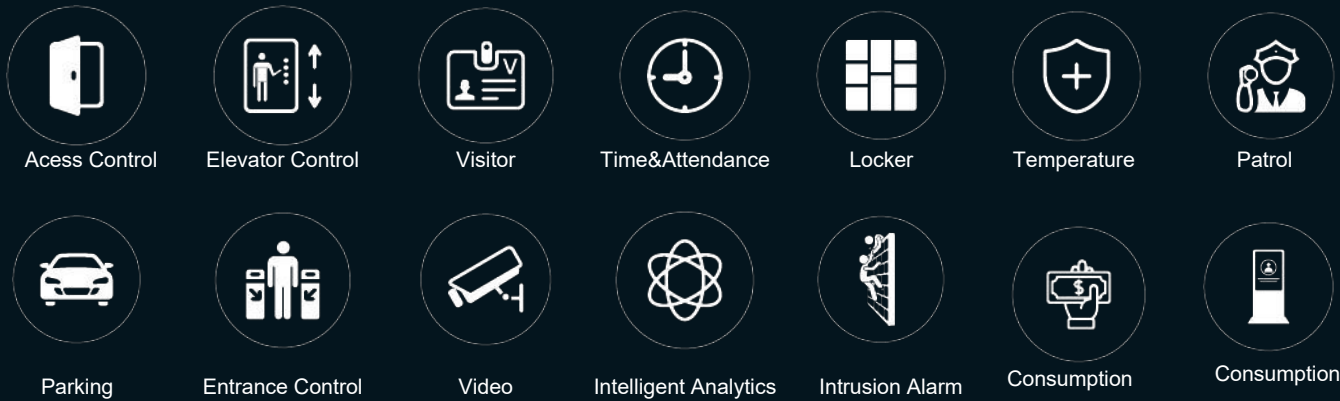 V
Acess Control
Elevator Control
Visitor
Time&Attendance
Locker
Temperature
Patrol
$
Parking
Entrance Control
Video
Intelligent Analytics
Intrusion Alarm
Consumption
Consumption